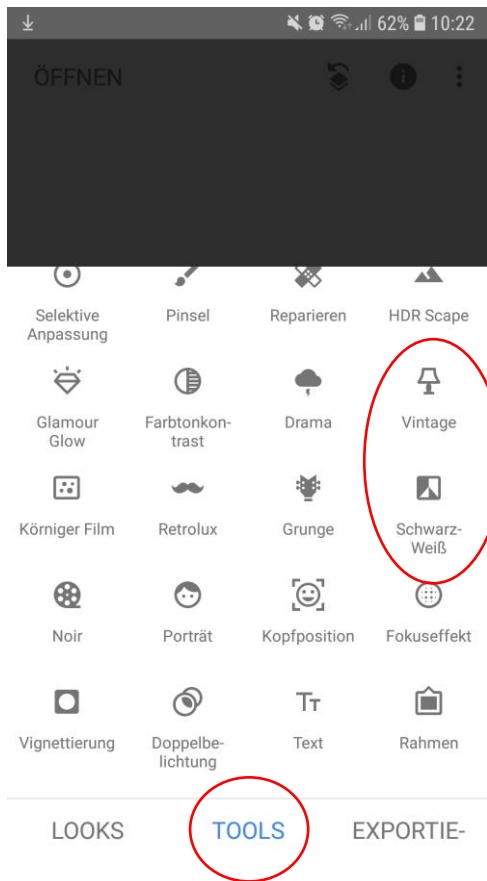 62% 10:22
ÖFFNEN
Selektive Anpassung
Pinsel
Reparieren
HDR Scape
Glamour Glow
Farbtonkon-
trast
Drama
Vintage
Körniger Film
Retrolux
Grunge
Schwarz-
Weiß
Noir
Porträt
Kopfposition
Fokuseffekt
Vignettierung
Doppelbe-
lichtung
Text
Rahmen
LOOKS
TOOLS
EXPORTIE-